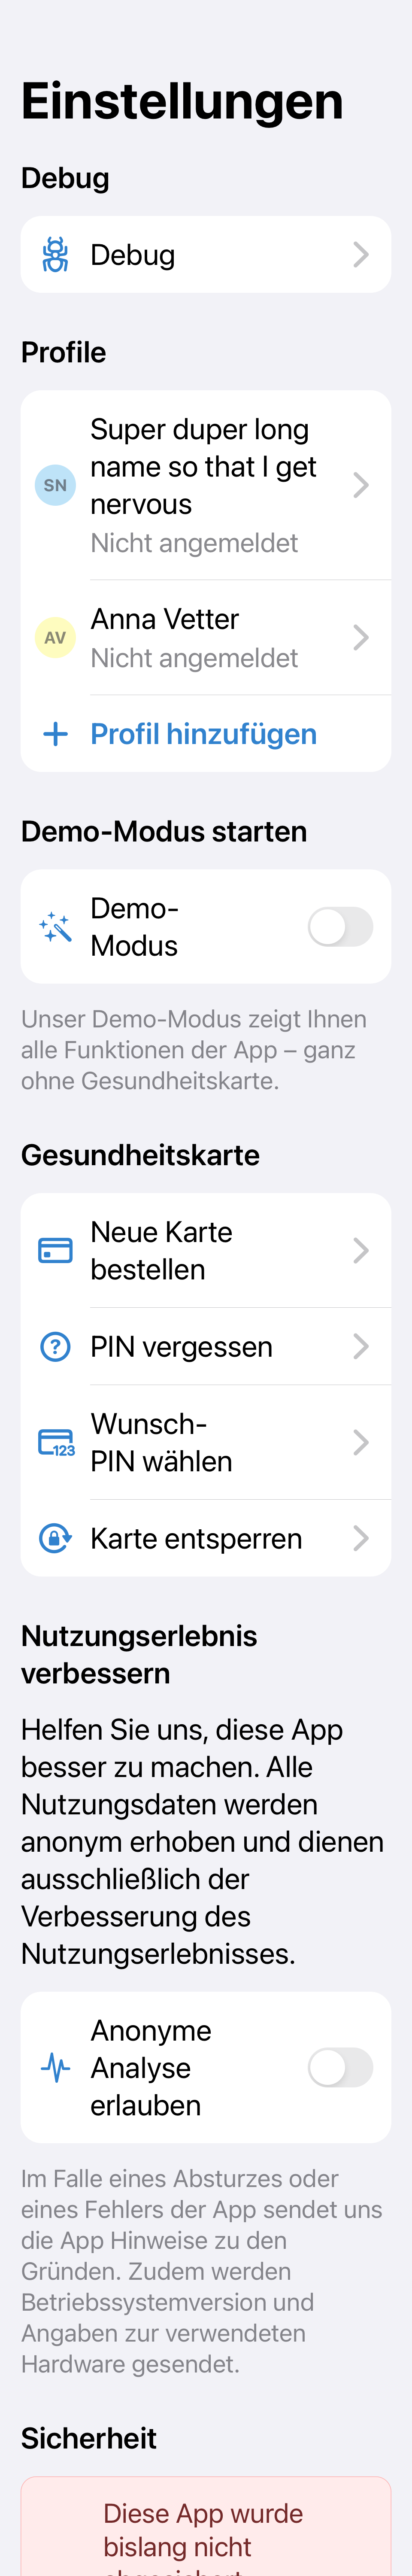 Einstellungen
Debug
Debug
Profile
Super duper long
name so that I get
nervous
SN
Nicht angemeldet
Anna Vetter
AV
Nicht angemeldet
Profil hinzufügen
Demo-Modus starten
Demo-
Modus
Unser Demo-Modus zeigt Ihnen
alle Funktionen der App – ganz
ohne Gesundheitskarte.
Gesundheitskarte
Neue Karte
bestellen
?
PIN vergessen
Wunsch-
PIN wählen
123
Karte entsperren
Nutzungserlebnis
verbessern
Helfen Sie uns, diese App
besser zu machen. Alle
Nutzungsdaten werden
anonym erhoben und dienen
ausschließlich der
Verbesserung des
Nutzungserlebnisses.
Anonyme
Analyse
erlauben
Im Falle eines Absturzes oder
eines Fehlers der App sendet uns
die App Hinweise zu den
Gründen. Zudem werden
Betriebssystemversion und
Angaben zur verwendeten
Hardware gesendet.
Sicherheit
Diese App wurde
bislang nicht